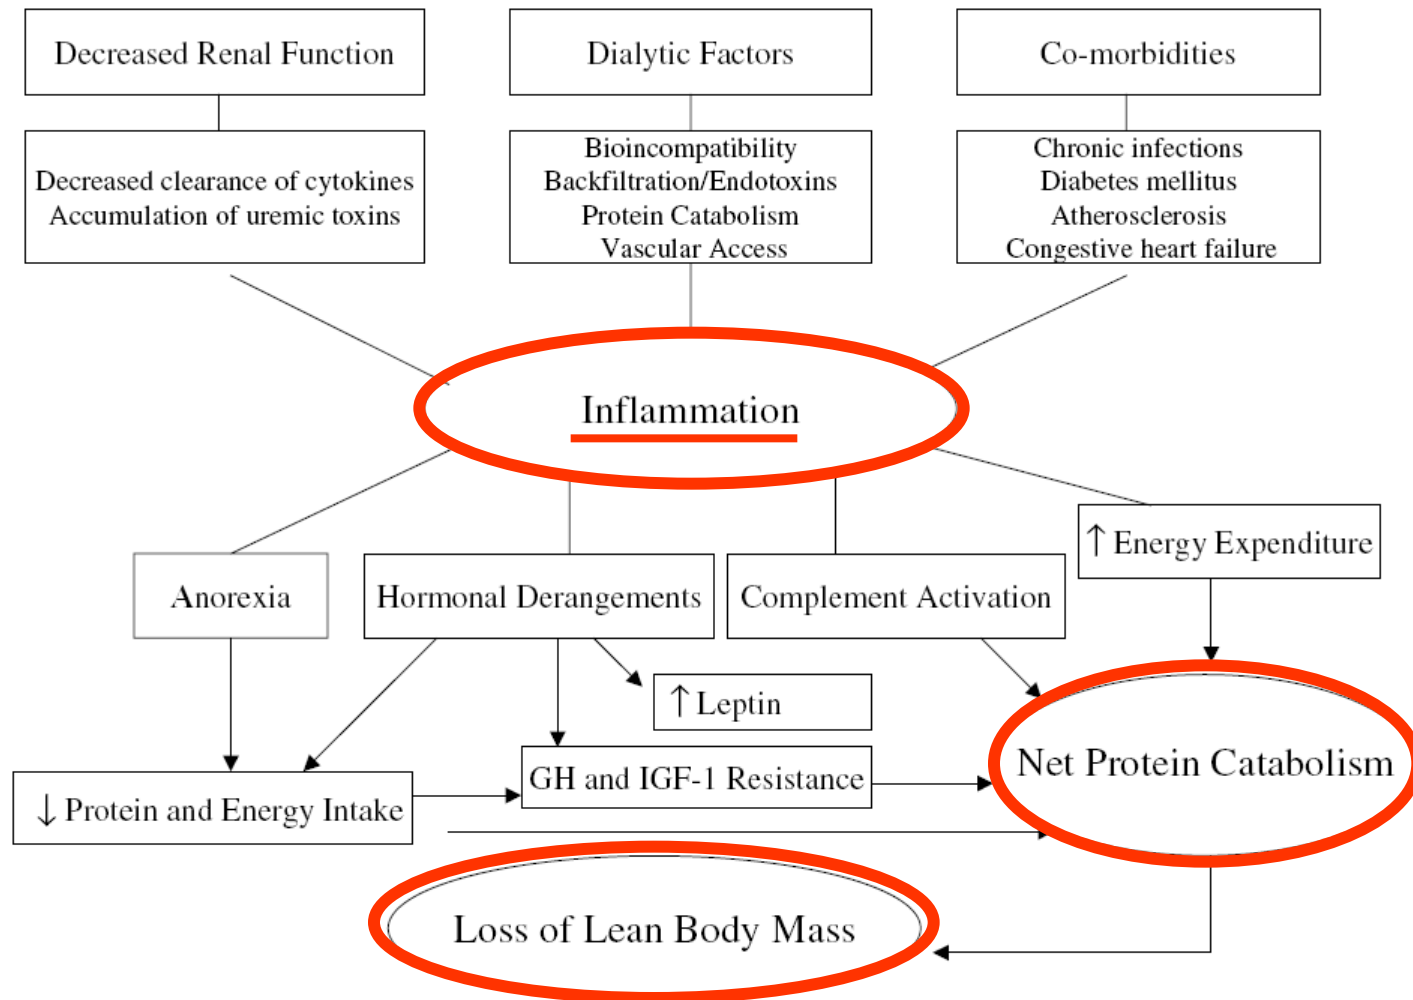 Decreased Renal Function
Dialytic Factors
Co-morbidities
Decreased clearance of cytokines
Accumulation of uremic toxins
Bioincompatibility
Backfiltration/Endotoxins
Protein Catabolism
Vascular Access
Chronic infections
Diabetes mellitus
Atherosclerosis
Congestive heart failure
Inflammation
↑ Energy Expenditure
Anorexia
Hormonal Derangements
Complement Activation
↑ Leptin
GH and IGF-1 Resistance
Net Protein Catabolism
↓ Protein and Energy Intake
Loss of Lean Body Mass